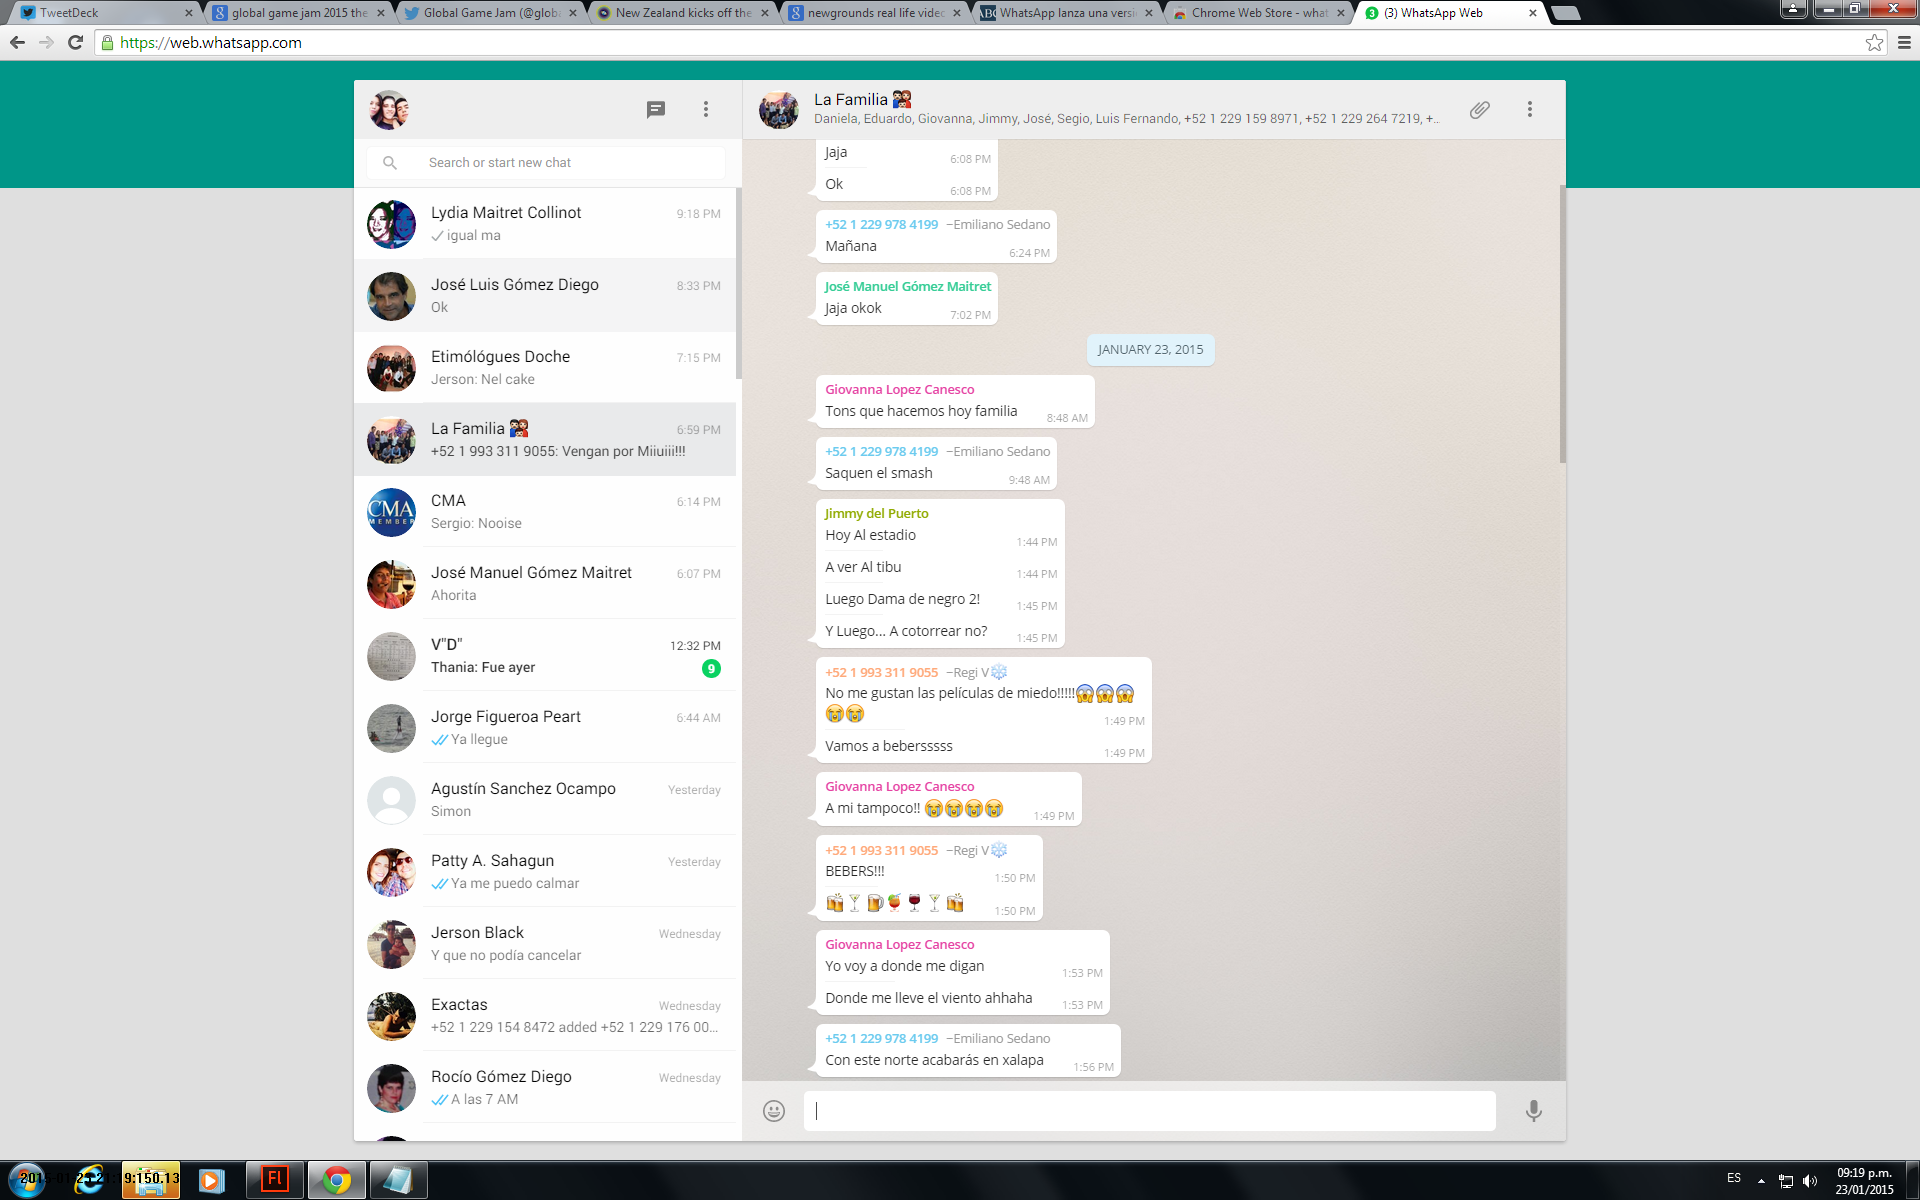 TweetDeck
global game jam 2015 the
Global Game Jam (@globa
New Zealand kicks off the
newgrounds real life video
ABC WhatsApp lanza una versi
Chrome Web Store - what
(3) WhatsApp Web
https://web.whatsapp.com
Search or start new chat
Lydia Maitret Collinot 9:18 PM
igual ma
José Luis Gómez Diego 8:33 PM
Ok
Etimólógues Doche 7:15 PM
Jerson: Nel cake
La Familia 6:59 PM
+52 1 993 311 9055: Vengan por Miiuiii!!!
CMA 6:14 PM
Sergio: Nooise
CMA
MEMBER
José Manuel Gómez Maitret 6:07 PM
Ahorita
V"D" 12:32 PM
Thania: Fue ayer 9
Jorge Figueroa Peart 6:44 AM
Ya llegue
Agustín Sanchez Ocampo Yesterday
Simon
Patty A. Sahagun Yesterday
Ya me puedo calmar
Jerson Black Wednesday
Y que no podía cancelar
Exactas Wednesday
+52 1 229 154 8472 added +52 1 229 176 00...
Rocío Gómez Diego Wednesday
A las 7 AM
La Familia
Daniela, Eduardo, Giovanna, Jimmy, José, Segio, Luis Fernando, +52 1 229 159 8971, +52 1 229 264 7219, +...
Jaja 6:08 PM
Ok 6:08 PM
+52 1 229 978 4199 ~Emiliano Sedano
Mañana 6:24 PM
José Manuel Gómez Maitret
Jaja okok 7:02 PM
JANUARY 23, 2015
Giovanna Lopez Canesco
Tons que hacemos hoy familia 8:48 AM
+52 1 229 978 4199 ~Emiliano Sedano
Saquen el smash 9:48 AM
Jimmy del Puerto
Hoy Al estadio 1:44 PM
A ver Al tibu 1:44 PM
Luego Dama de negro 2! 1:45 PM
Y Luego... A cotorrear no? 1:45 PM
+52 1 993 311 9055 ~Regi V❄️
No me gustan las películas de miedo!!!!!😱😱😱
😭😭 1:49 PM
Vamos a bebersssss 1:49 PM
Giovanna Lopez Canesco
A mi tampoco!! 😭😭😭😭 1:49 PM
+52 1 993 311 9055 ~Regi V❄️
BEBERS!!! 1:50 PM
🍻🍸🍺🍹🍷🍸🍻 1:50 PM
Giovanna Lopez Canesco
Yo voy a donde me digan 1:53 PM
Donde me lleve el viento ahhaha 1:53 PM
+52 1 229 978 4199 ~Emiliano Sedano
Con este norte acabarás en xalapa 1:56 PM
Fl
ES
09:19 p.m.
23/01/2015